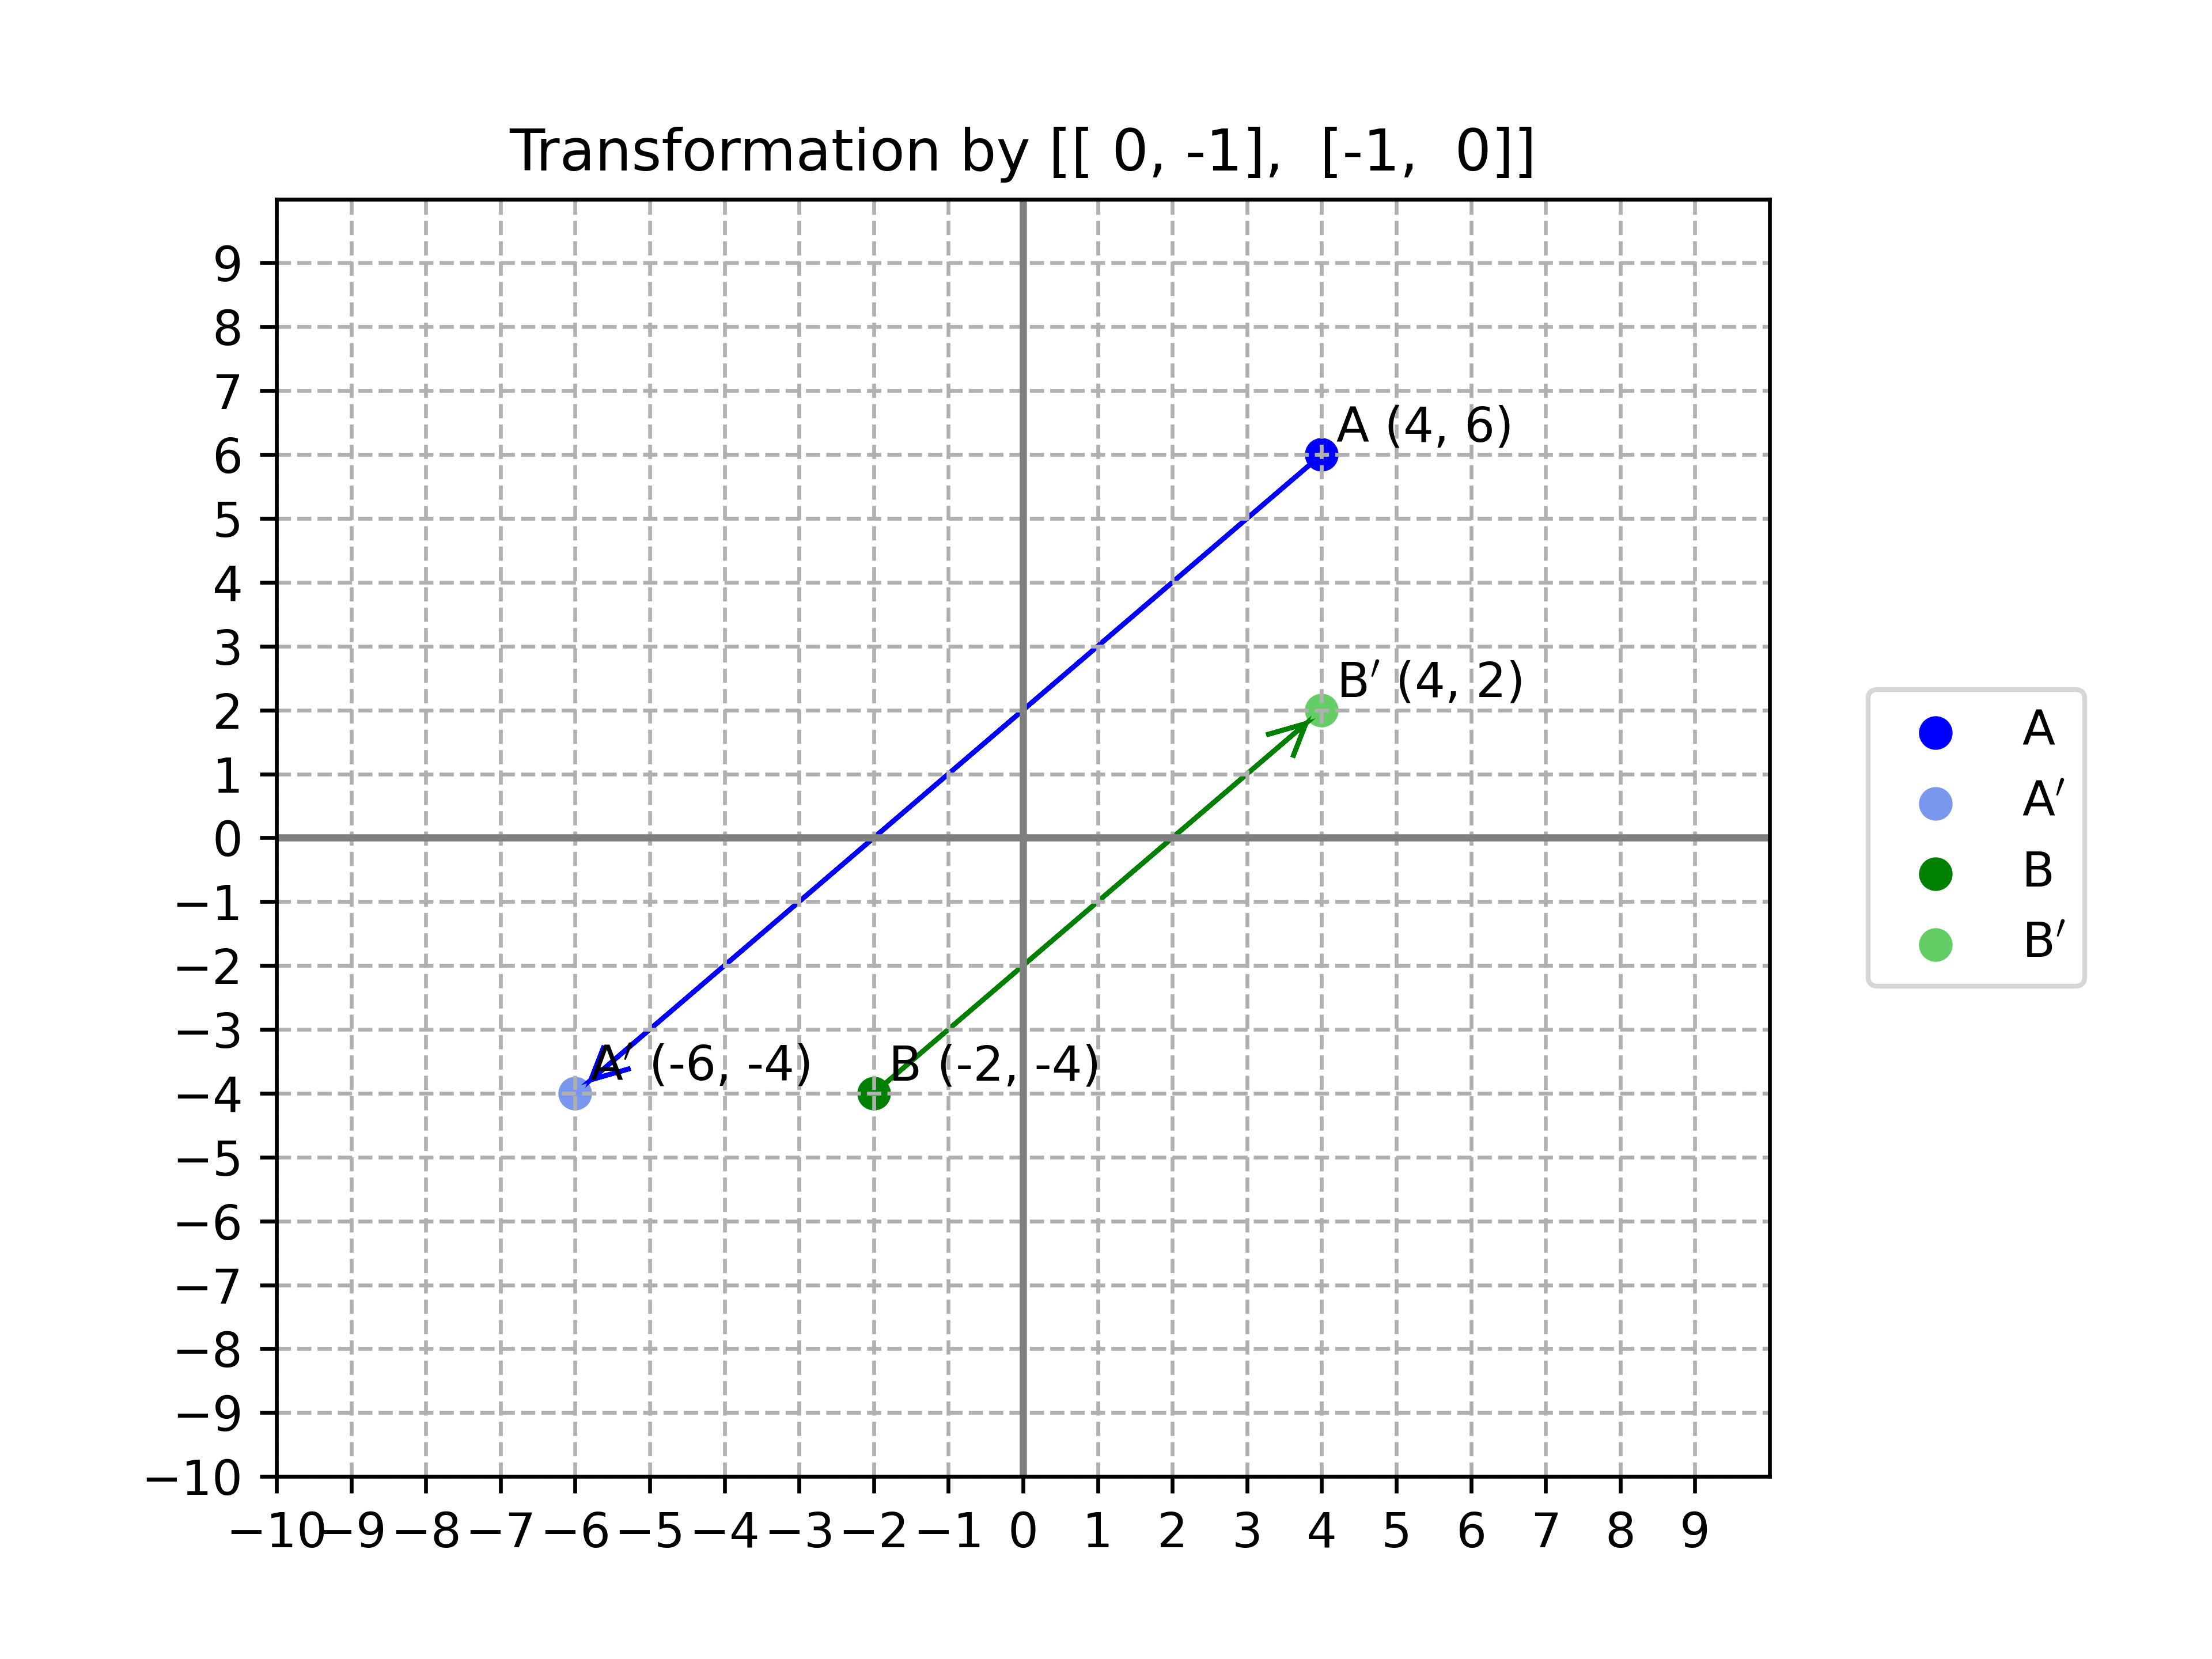 Transformation by [[ 0, -1],  [-1,  0]]
9
8
7
A (4, 6)
6
5
4
3
B′ (4, 2)
2
1
0
−1
−2
−3
A′ (-6, -4)
B (-2, -4)
−4
−5
−6
−7
−8
−9
−10
−10 −9 −8 −7 −6 −5 −4 −3 −2 −1 0 1 2 3 4 5 6 7 8 9
A
A′
B
B′